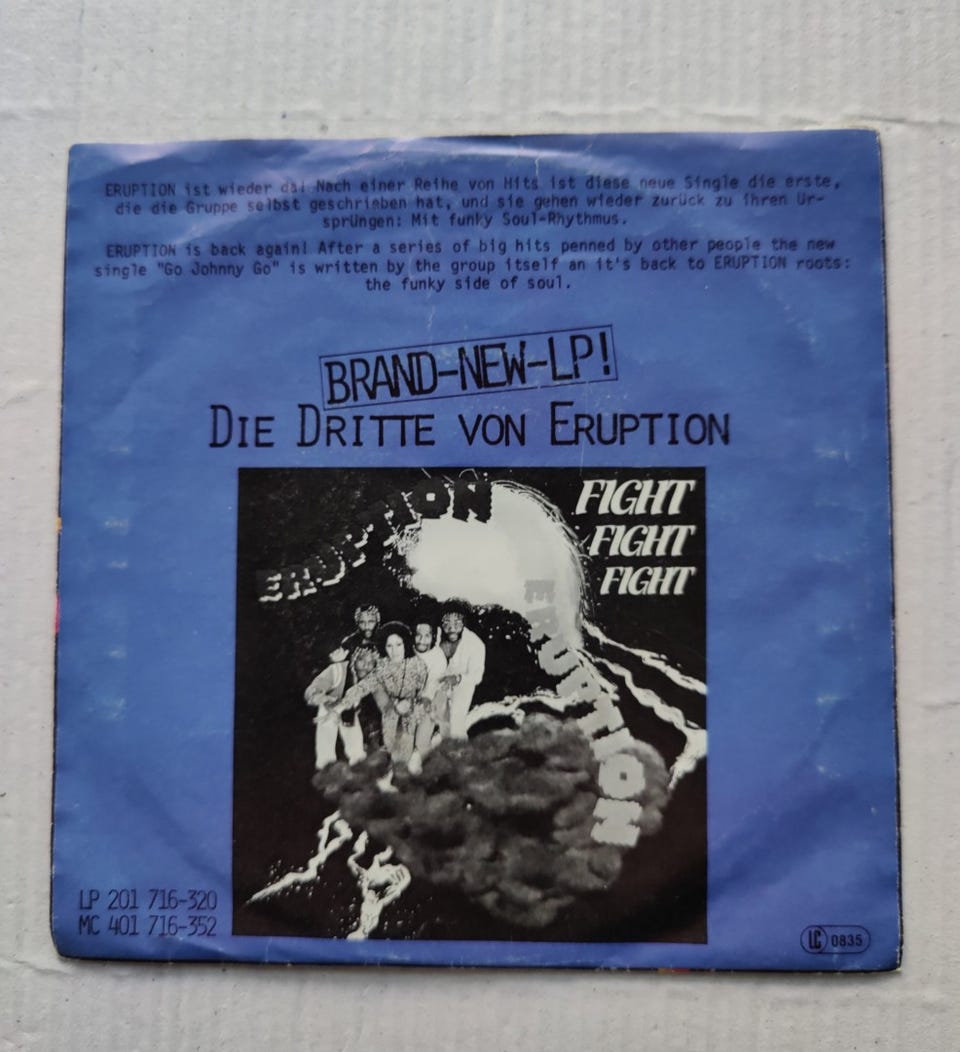 ERUPTION ist wieder da! Nach einer Reihe von Hits ist diese neue Single die erste,
die die Gruppe selbst geschrieben hat, und sie gehen wieder zurück zu ihren Ur-
sprüngen: Mit funky Soul-Rhythmus.
ERUPTION is back again! After a series of big hits penned by other people the new
single "Go Johnny Go" is written by the group itself an it's back to ERUPTION roots:
the funky side of soul.
BRAND-NEW-LP!
DIE DRITTE VON ERUPTION
ERUPTION
FIGHT
FIGHT
FIGHT
ERUPTION
LP 201 716-320
MC 401 716-352
LC 0835